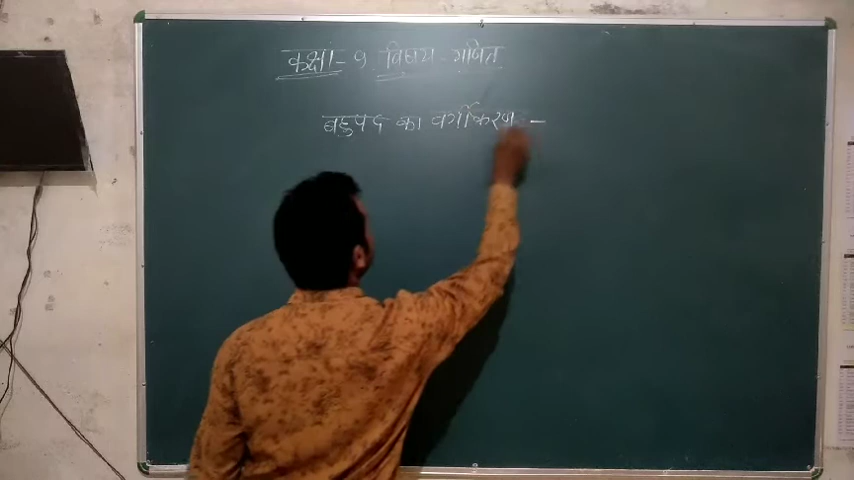 कक्षा - 9 विषय - गणित
बहुपद का वर्गीकरण -